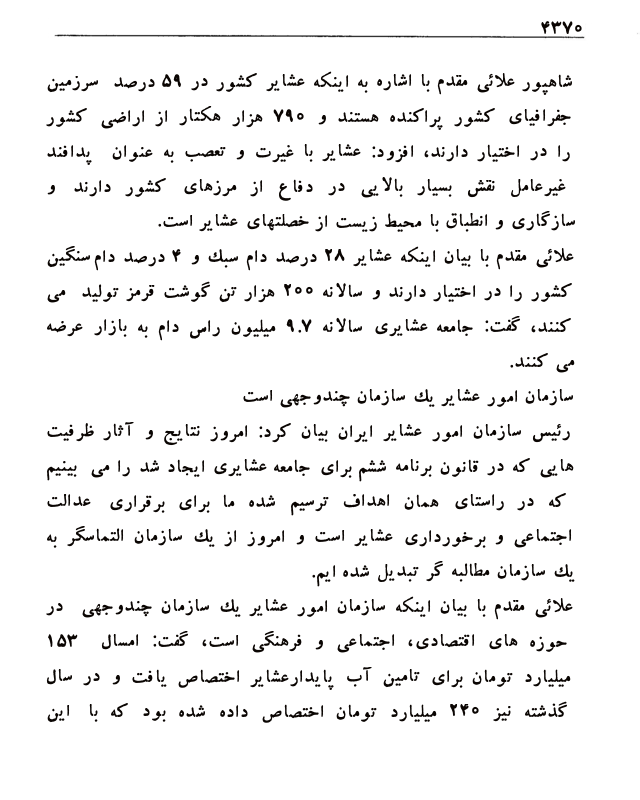 ۴۳۷۰
شاهپور علائی مقدم با اشاره به اینکه عشایر کشور در ۵۹ درصد سرزمین
جغرافیای کشور پراکنده هستند و ۷۹۰ هزار هکتار از اراضی کشور
را در اختیار دارند، افزود: عشایر با غیرت و تعصب به عنوان پدافند
غیرعامل نقش بسیار بالایی در دفاع از مرزهای کشور دارند و
سازگاری و انطباق با محیط زیست از خصلتهای عشایر است.
علائی مقدم با بیان اینکه عشایر ۲۸ درصد دام سبك و ۴ درصد دام سنگین
کشور را در اختیار دارند و سالانه ۲۰۰ هزار تن گوشت قرمز تولید می
کنند، گفت: جامعه عشایری سالانه ۹.۷ میلیون راس دام به بازار عرضه
می کنند.
سازمان امور عشایر یك سازمان چندوجهی است
رئیس سازمان امور عشایر ایران بیان کرد: امروز نتایج و آثار ظرفیت
هایی که در قانون برنامه ششم برای جامعه عشایری ایجاد شد را می بینیم
که در راستای همان اهداف ترسیم شده ما برای برقراری عدالت
اجتماعی و برخورداری عشایر است و امروز از یك سازمان التماسگر به
یك سازمان مطالبه گر تبدیل شده ایم.
علائی مقدم با بیان اینکه سازمان امور عشایر یك سازمان چندوجهی در
حوزه های اقتصادی، اجتماعی و فرهنگی است، گفت: امسال ۱۵۳
میلیارد تومان برای تامین آب پایدارعشایر اختصاص یافت و در سال
گذشته نیز ۲۴۰ میلیارد تومان اختصاص داده شده بود که با این